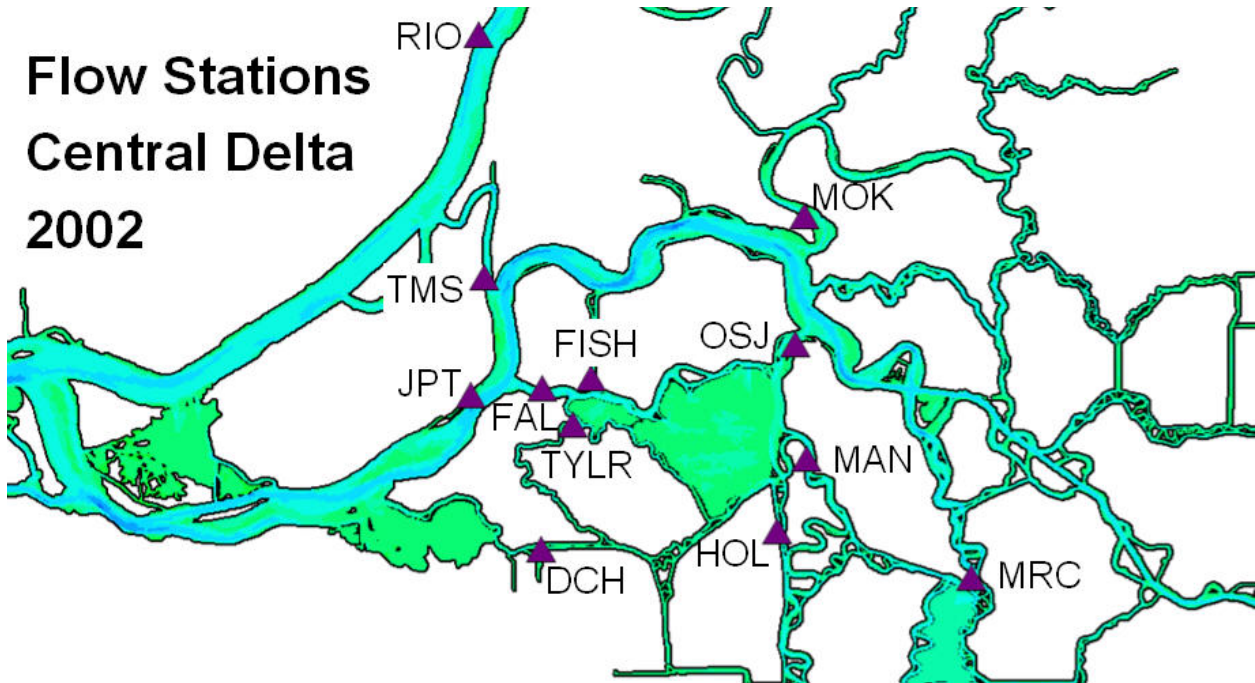 RIO
Flow Stations
Central Delta
2002
MOK
TMS
FISH
OSJ
JPT
FAL
TYLR
MAN
HOL
DCH
MRC